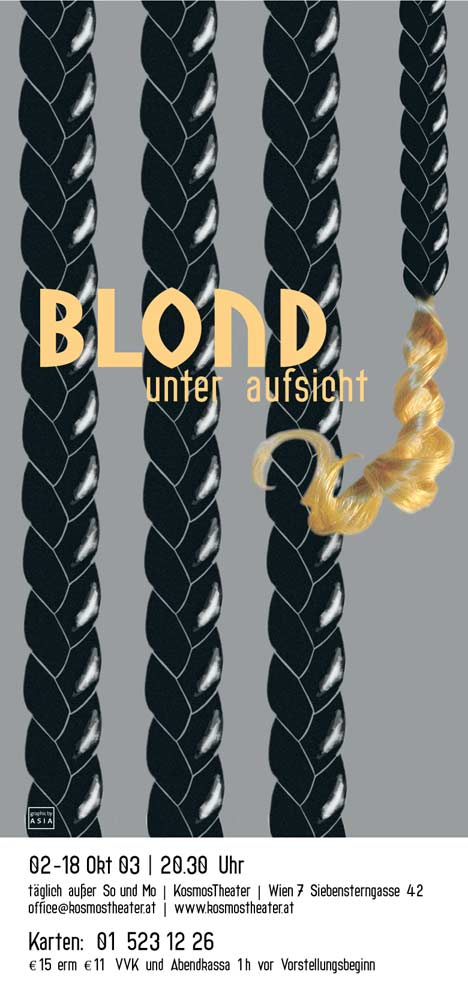 BLOND
unter aufsicht
graphic by
ASIA
02-18 Okt 03 | 20.30 Uhr
täglich außer So und Mo | KosmosTheater | Wien 7 Siebensterngasse 42
office@kosmostheater.at | www.kosmostheater.at
Karten: 01 523 12 26
€15 erm €11 VVK und Abendkassa 1h vor Vorstellungsbeginn